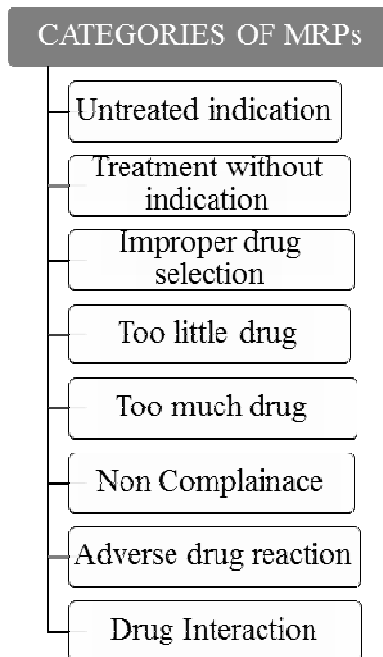 CATEGORIES OF MRPs
Untreated indication
Treatment without
indication
Improper drug
selection
Too little drug
Too much drug
Non Complainace
Adverse drug reaction
Drug Interaction